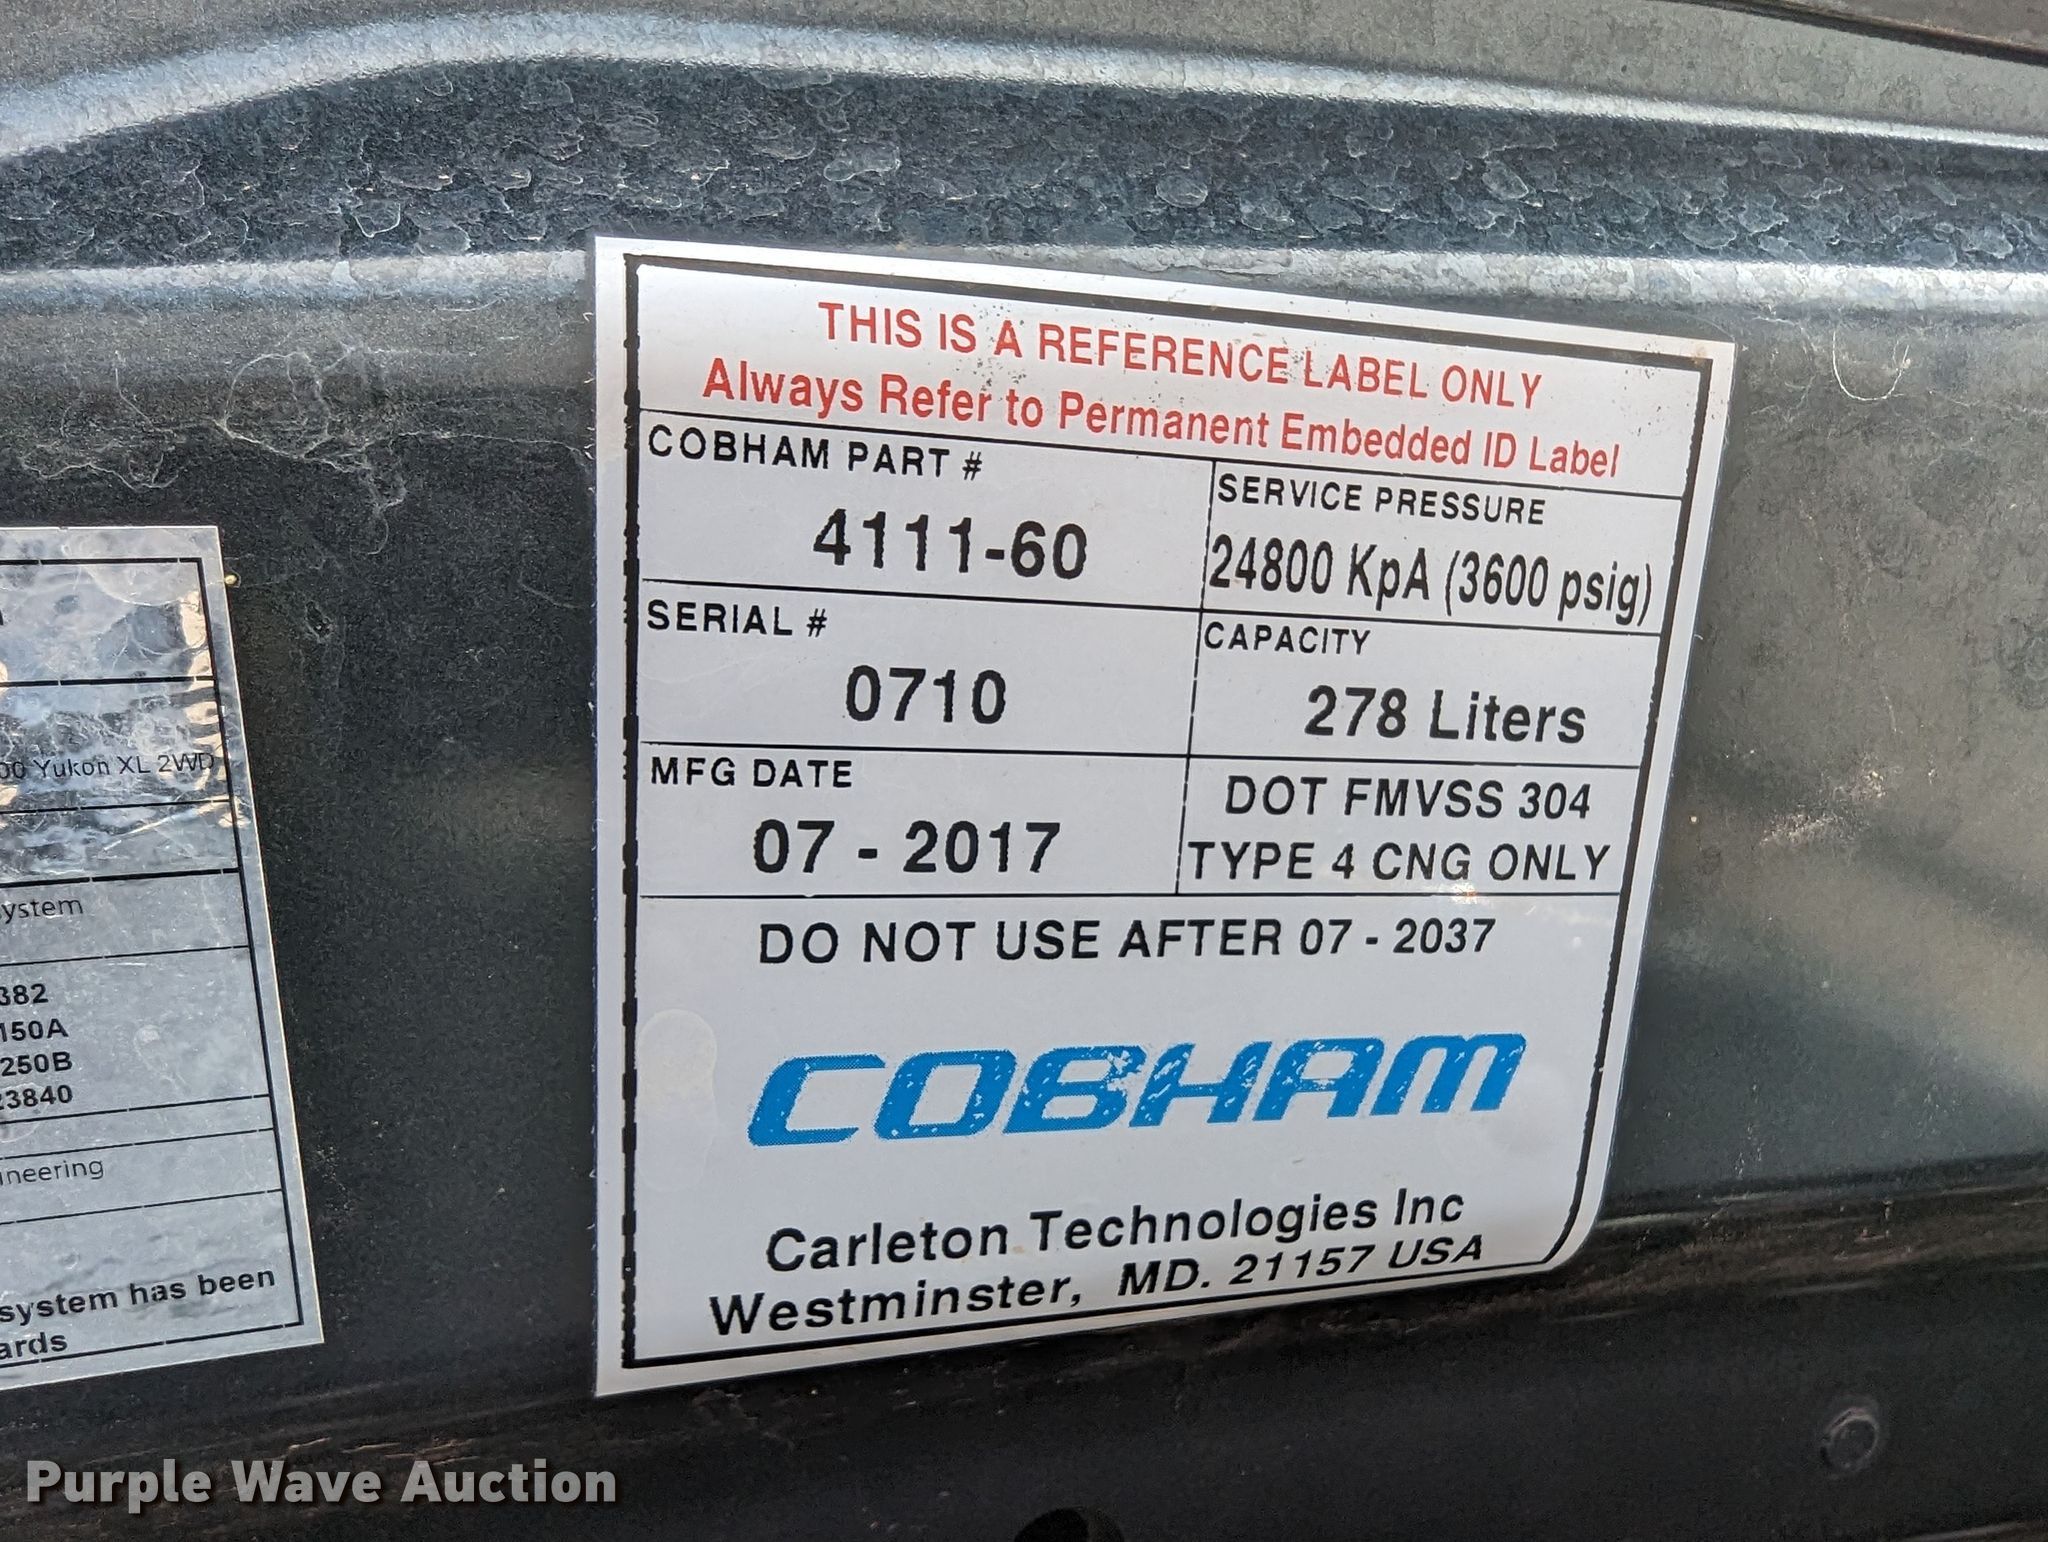 THIS IS A REFERENCE LABEL ONLY
Always Refer to Permanent Embedded ID Label
COBHAM PART #
4111-60
SERVICE PRESSURE
24800 KpA (3600 psig)
SERIAL #
0710
CAPACITY
278 Liters
MFG DATE
07 - 2017
DOT FMVSS 304
TYPE 4 CNG ONLY
DO NOT USE AFTER 07 - 2037
COBHAM
Carleton Technologies Inc
Westminster, MD. 21157 USA
00 Yukon XL 2WD
ystem
382
150A
250B
23840
ineering
system has been
ards
Purple Wave Auction